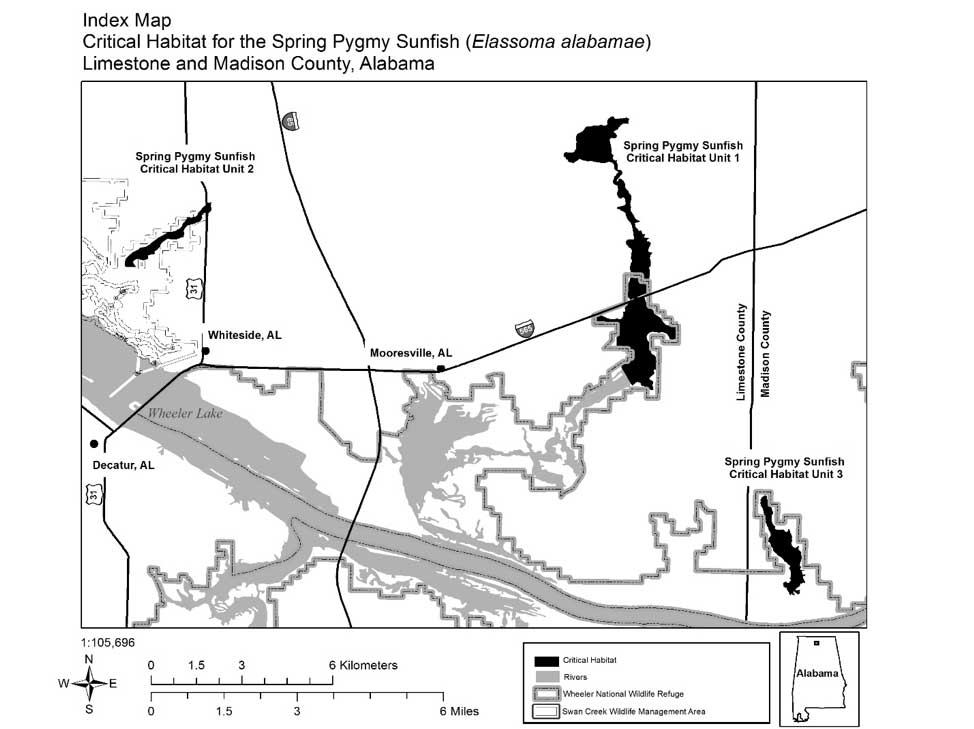 Index Map
Critical Habitat for the Spring Pygmy Sunfish (Elassoma alabamae)
Limestone and Madison County, Alabama
Spring Pygmy Sunfish
Critical Habitat Unit 2
Spring Pygmy Sunfish
Critical Habitat Unit 1
31
Whiteside, AL
Mooresville, AL
565
Limestone County
Madison County
Wheeler Lake
Decatur, AL
31
Spring Pygmy Sunfish
Critical Habitat Unit 3
1:105,696
N
W
E
S
0 1.5 3 6 Kilometers
0 1.5 3 6 Miles
Critical Habitat
Rivers
Wheeler National Wildlife Refuge
Swan Creek Wildlife Management Area
Alabama